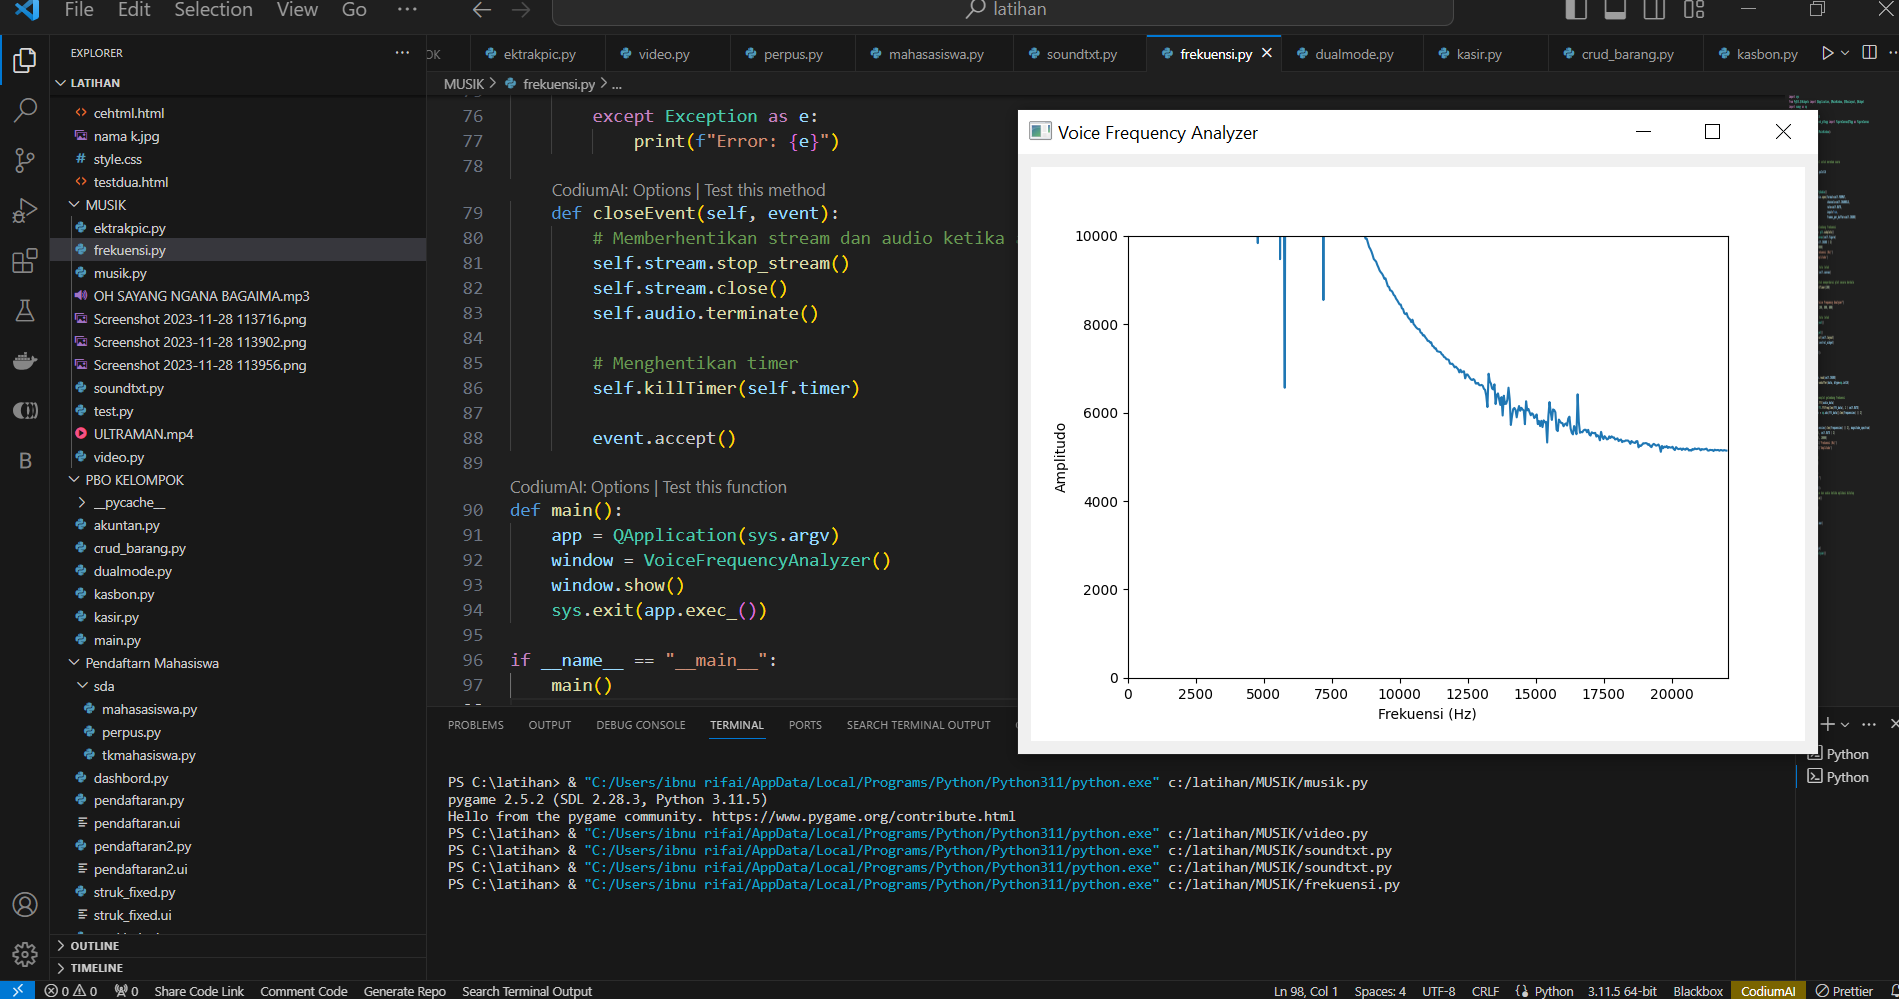 File Edit Selection View Go ··· latihan
EXPLORER ···
LATIHAN
cehtml.html
nama k.jpg
style.css
testdua.html
MUSIK
ektrakpic.py
frekuensi.py
musik.py
OH SAYANG NGANA BAGAIMA.mp3
Screenshot 2023-11-28 113716.png
Screenshot 2023-11-28 113902.png
Screenshot 2023-11-28 113956.png
soundtxt.py
test.py
ULTRAMAN.mp4
video.py
PBO KELOMPOK
__pycache__
akuntan.py
crud_barang.py
dualmode.py
kasbon.py
kasir.py
main.py
Pendaftarn Mahasiswa
sda
mahasasiswa.py
perpus.py
tkmahasiswa.py
dashbord.py
pendaftaran.py
pendaftaran.ui
pendaftaran2.py
pendaftaran2.ui
struk_fixed.py
struk_fixed.ui
OUTLINE
TIMELINE
OK ektrakpic.py video.py perpus.py mahasasiswa.py soundtxt.py frekuensi.py dualmode.py kasir.py crud_barang.py kasbon.py
MUSIK > frekuensi.py > ...
76 except Exception as e:
77 print(f"Error: {e}")
78
CodiumAI: Options | Test this method
79 def closeEvent(self, event):
80 # Memberhentikan stream dan audio ketika
81 self.stream.stop_stream()
82 self.stream.close()
83 self.audio.terminate()
84
85 # Menghentikan timer
86 self.killTimer(self.timer)
87
88 event.accept()
89
CodiumAI: Options | Test this function
90 def main():
91 app = QApplication(sys.argv)
92 window = VoiceFrequencyAnalyzer()
93 window.show()
94 sys.exit(app.exec_())
95
96 if __name__ == "__main__":
97 main()
Voice Frequency Analyzer
10000
8000
6000
4000
2000
0
Amplitudo
0 2500 5000 7500 10000 12500 15000 17500 20000
Frekuensi (Hz)
PROBLEMS OUTPUT DEBUG CONSOLE TERMINAL PORTS SEARCH TERMINAL OUTPUT
PS C:\latihan> & "C:/Users/ibnu rifai/AppData/Local/Programs/Python/Python311/python.exe" c:/latihan/MUSIK/musik.py
pygame 2.5.2 (SDL 2.28.3, Python 3.11.5)
Hello from the pygame community. https://www.pygame.org/contribute.html
PS C:\latihan> & "C:/Users/ibnu rifai/AppData/Local/Programs/Python/Python311/python.exe" c:/latihan/MUSIK/video.py
PS C:\latihan> & "C:/Users/ibnu rifai/AppData/Local/Programs/Python/Python311/python.exe" c:/latihan/MUSIK/soundtxt.py
PS C:\latihan> & "C:/Users/ibnu rifai/AppData/Local/Programs/Python/Python311/python.exe" c:/latihan/MUSIK/soundtxt.py
PS C:\latihan> & "C:/Users/ibnu rifai/AppData/Local/Programs/Python/Python311/python.exe" c:/latihan/MUSIK/frekuensi.py
Python
Python
0 0 0 Share Code Link Comment Code Generate Repo Search Terminal Output Ln 98, Col 1 Spaces: 4 UTF-8 CRLF Python 3.11.5 64-bit Blackbox CodiumAI Prettier